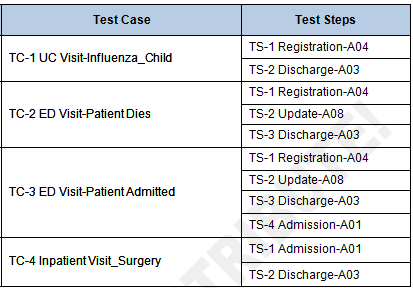 Test Case Test Steps
TC-1 UC Visit-Influenza_Child
TS-1 Registration-A04
TS-2 Discharge-A03
TC-2 ED Visit-Patient Dies
TS-1 Registration-A04
TS-2 Update-A08
TS-3 Discharge-A03
TC-3 ED Visit-Patient Admitted
TS-1 Registration-A04
TS-2 Update-A08
TS-3 Discharge-A03
TS-4 Admission-A01
TC-4 Inpatient Visit_Surgery
TS-1 Admission-A01
TS-2 Discharge-A03